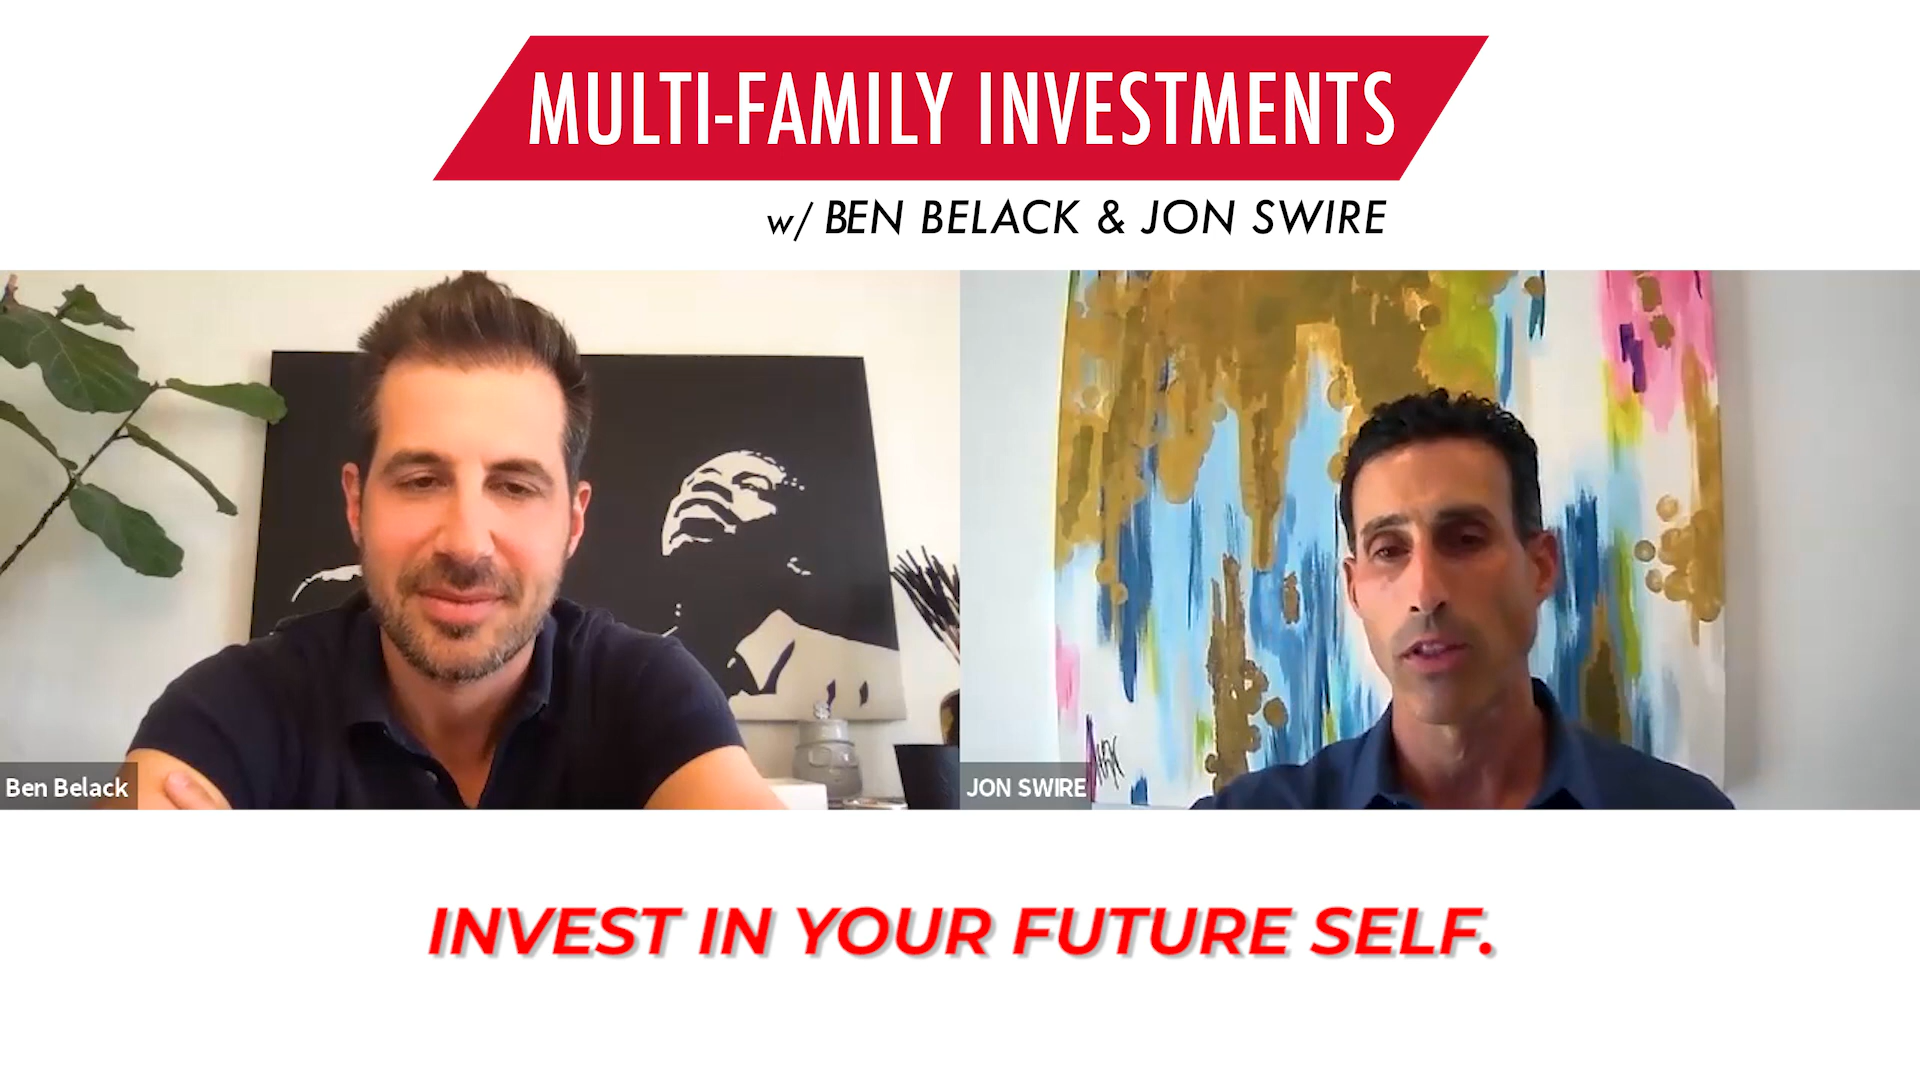 MULTI-FAMILY INVESTMENTS
w/ BEN BELACK & JON SWIRE
Ben Belack
JON SWIRE
INVEST IN YOUR FUTURE SELF.